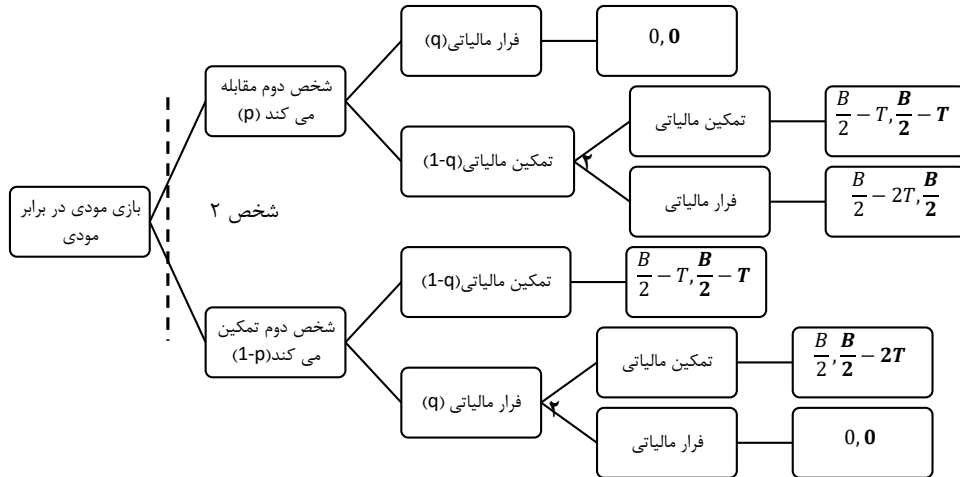 بازی مودی در برابر
مودی
شخص ۲
شخص دوم مقابله
می کند (p)
فرار مالیاتی(q)
0, 0
تمکین مالیاتی(1-q)
۲
تمکین مالیاتی
B/2 − T, B/2 − T
فرار مالیاتی
B/2 − 2T, B/2
شخص دوم تمکین
می کند(1-p)
تمکین مالیاتی(1-q)
B/2 − T, B/2 − T
فرار مالیاتی (q)
۲
تمکین مالیاتی
B/2, B/2 − 2T
فرار مالیاتی
0, 0